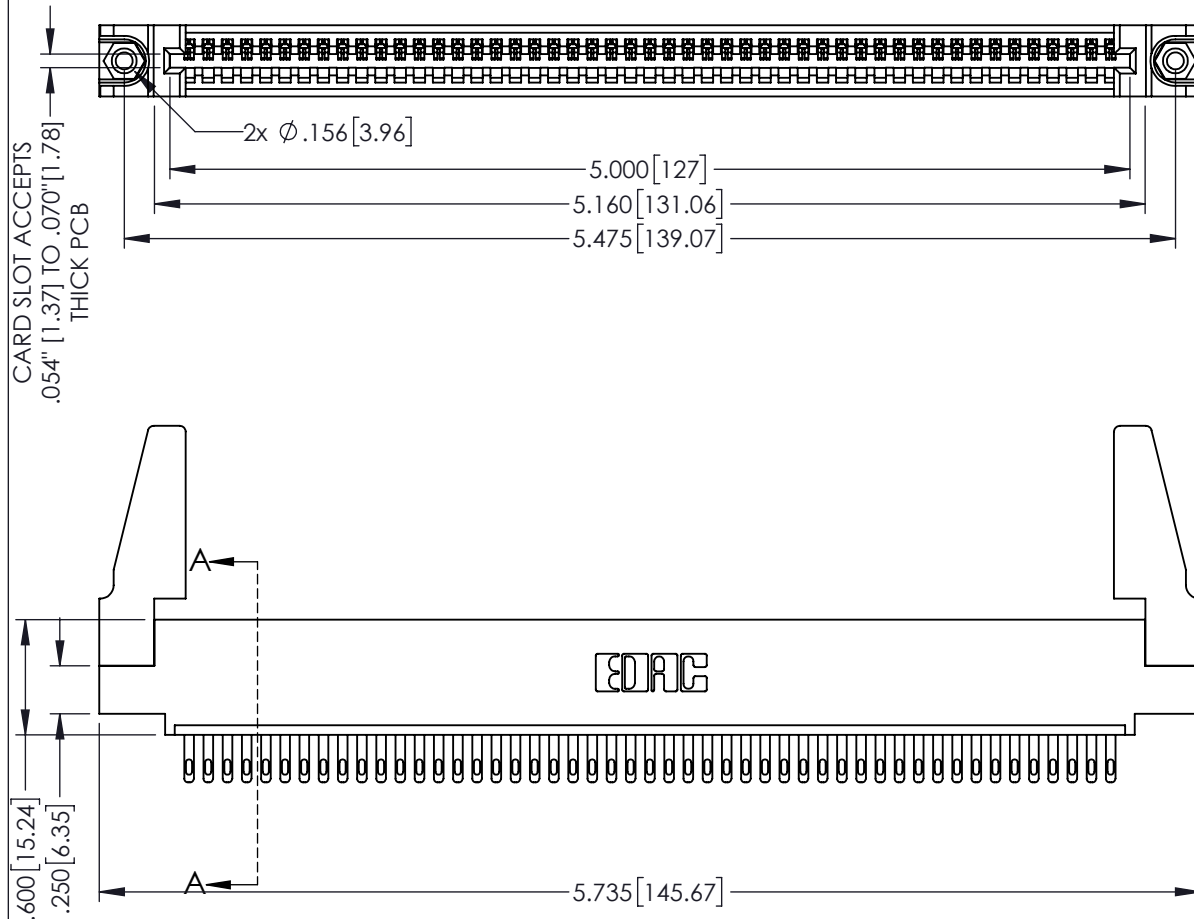 2x Ø .156[3.96]
5.000[127]
5.160[131.06]
5.475[139.07]
CARD SLOT ACCEPTS
.054" [1.37] TO .070"[1.78]
THICK PCB
A
EDAC
.600 [15.24]
.250 [6.35]
A
5.735[145.67]